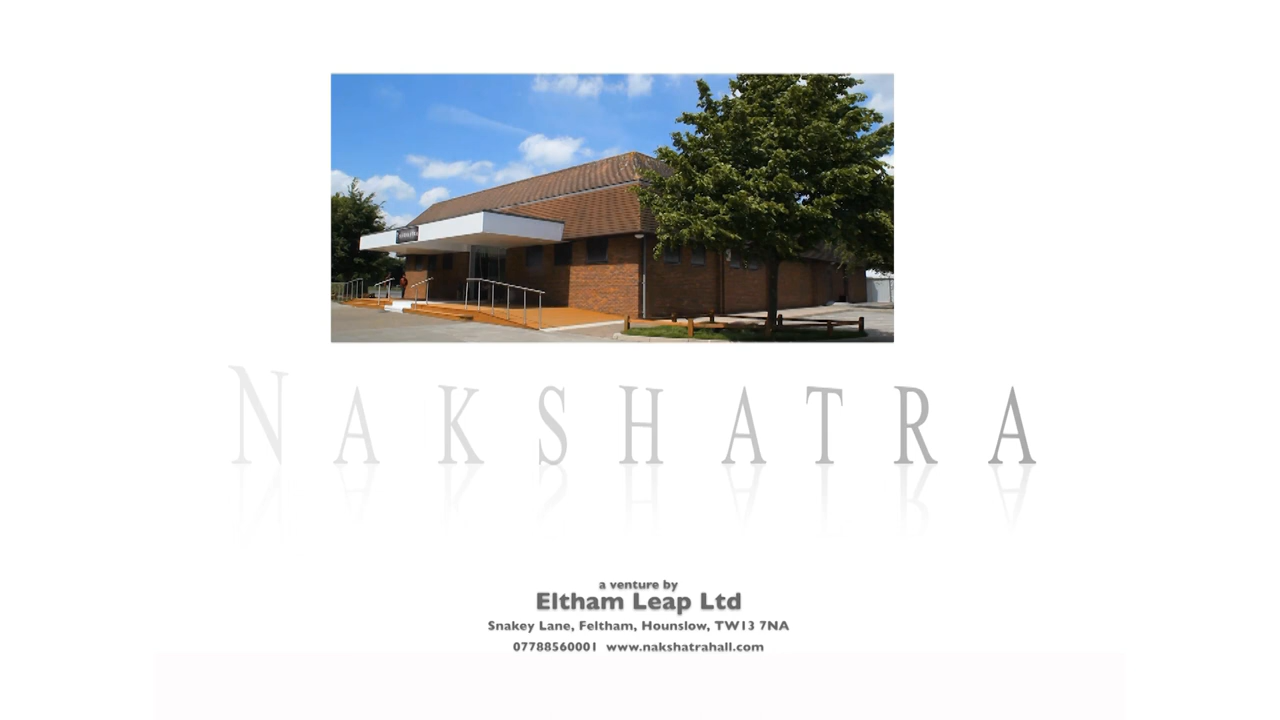 NAKSHATRA
a venture by
Eltham Leap Ltd
Snakey Lane, Feltham, Hounslow, TW13 7NA
07788560001 www.nakshatrahall.com